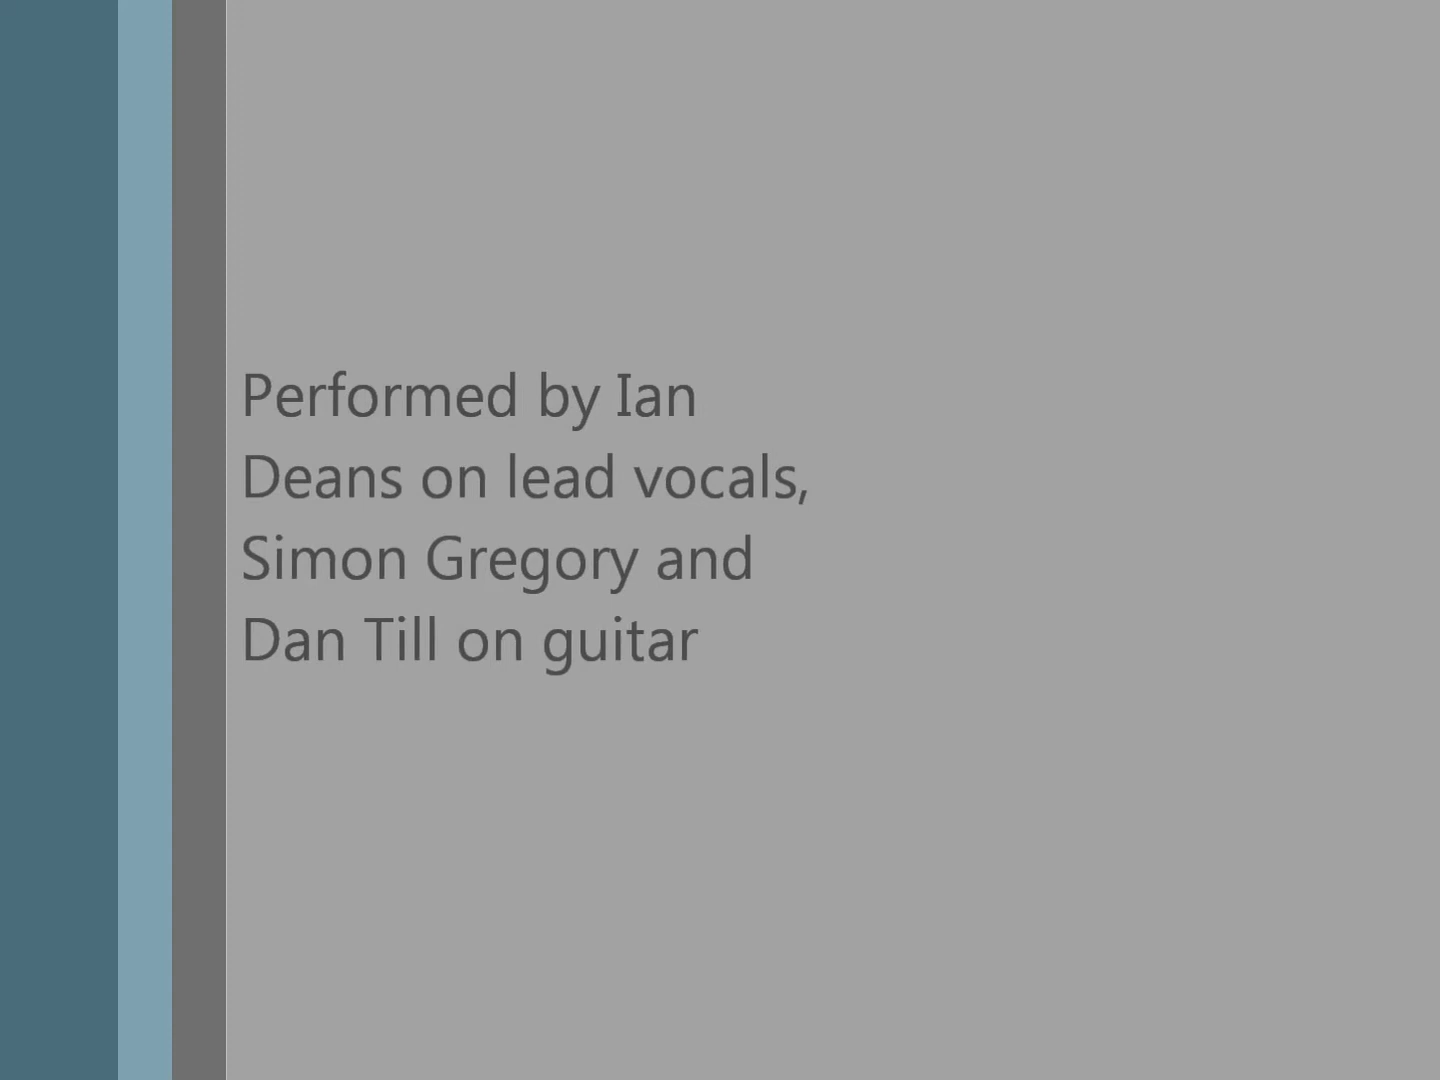 Performed by Ian
Deans on lead vocals,
Simon Gregory and
Dan Till on guitar